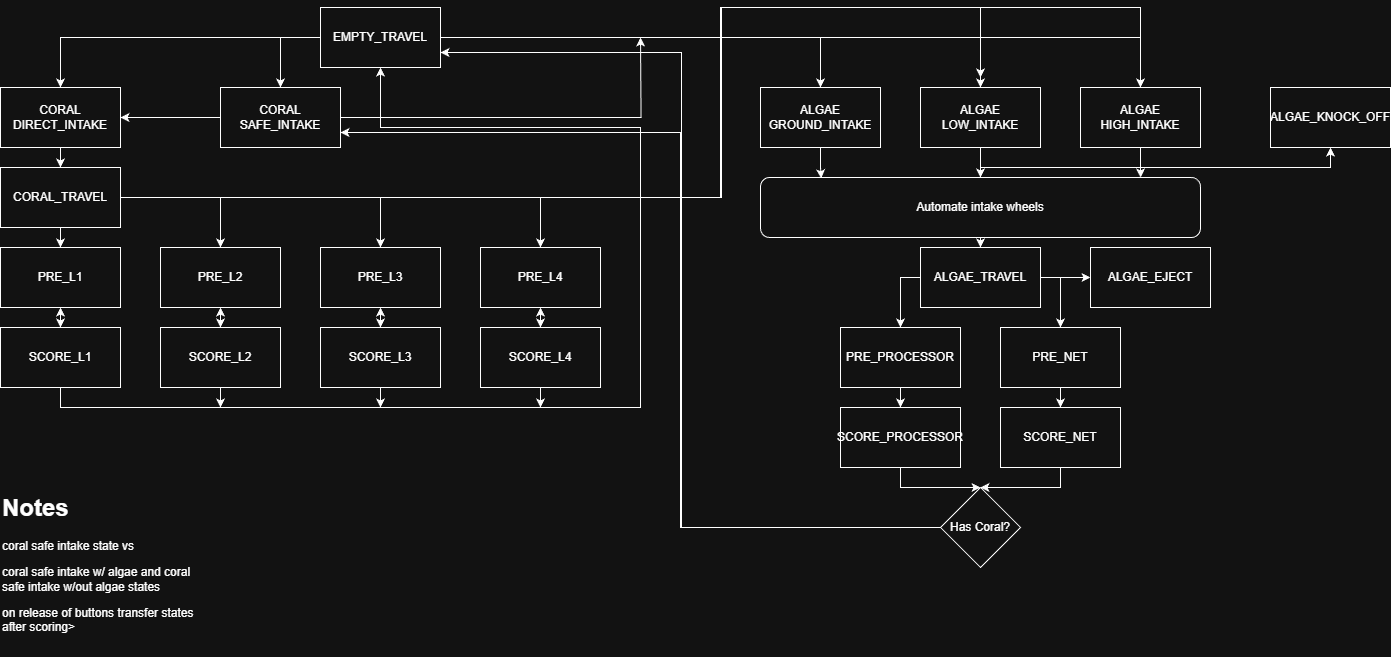 EMPTY_TRAVEL
CORAL
DIRECT_INTAKE
CORAL
SAFE_INTAKE
ALGAE
GROUND_INTAKE
ALGAE
LOW_INTAKE
ALGAE
HIGH_INTAKE
ALGAE_KNOCK_OFF
CORAL_TRAVEL
Automate intake wheels
PRE_L1
PRE_L2
PRE_L3
PRE_L4
ALGAE_TRAVEL
ALGAE_EJECT
SCORE_L1
SCORE_L2
SCORE_L3
SCORE_L4
PRE_PROCESSOR
PRE_NET
SCORE_PROCESSOR
SCORE_NET
Has Coral?
Notes
coral safe intake state vs
coral safe intake w/ algae and coral
safe intake w/out algae states
on release of buttons transfer states
after scoring>